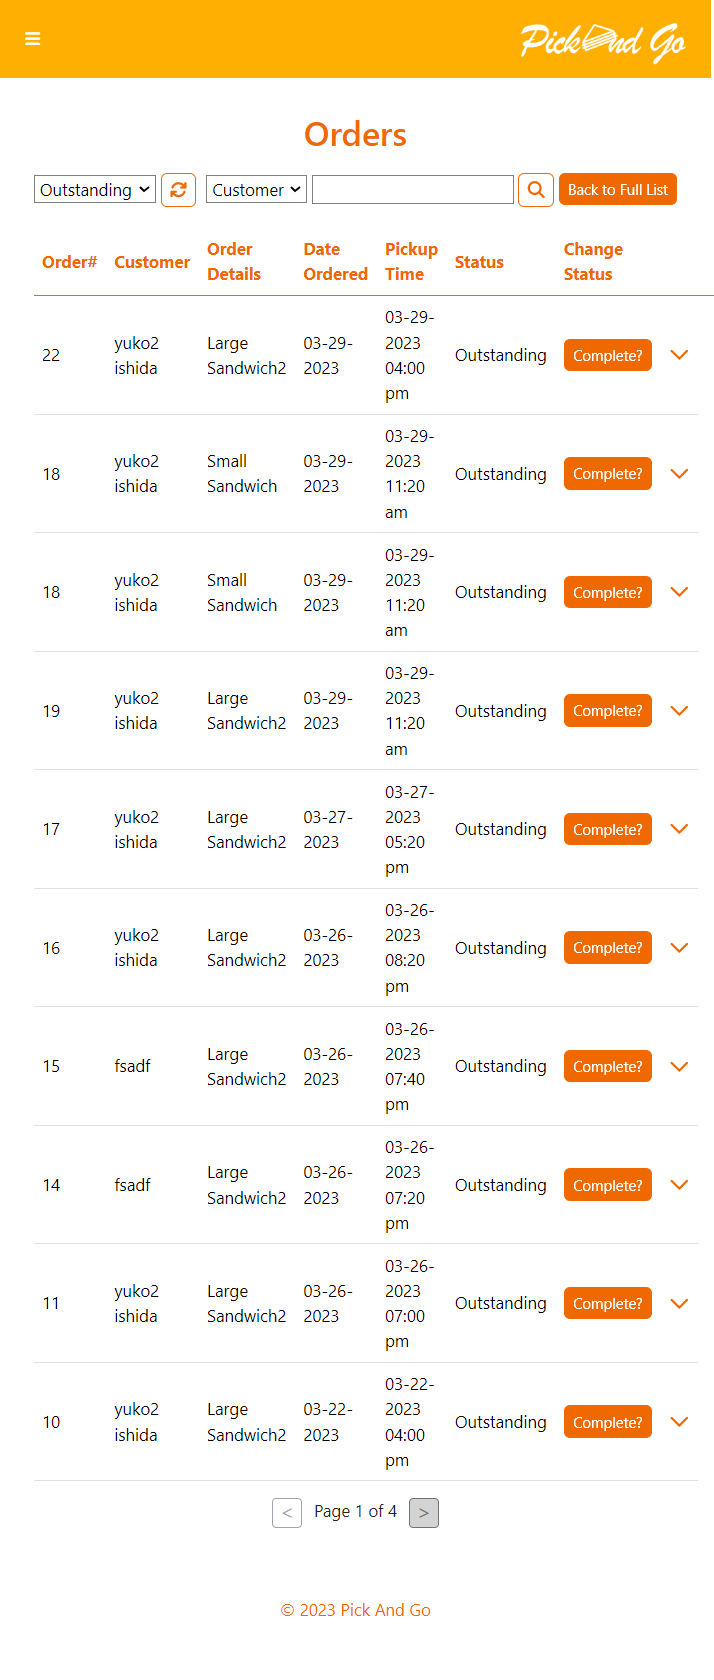 Pick And Go
Orders
Outstanding Customer Back to Full List
Order# Customer Order Details Date Ordered Pickup Time Status Change Status
22 yuko2 ishida Large Sandwich2 03-29-2023 03-29-2023 04:00 pm Outstanding Complete?
18 yuko2 ishida Small Sandwich 03-29-2023 03-29-2023 11:20 am Outstanding Complete?
18 yuko2 ishida Small Sandwich 03-29-2023 03-29-2023 11:20 am Outstanding Complete?
19 yuko2 ishida Large Sandwich2 03-29-2023 03-29-2023 11:20 am Outstanding Complete?
17 yuko2 ishida Large Sandwich2 03-27-2023 03-27-2023 05:20 pm Outstanding Complete?
16 yuko2 ishida Large Sandwich2 03-26-2023 03-26-2023 08:20 pm Outstanding Complete?
15 fsadf Large Sandwich2 03-26-2023 03-26-2023 07:40 pm Outstanding Complete?
14 fsadf Large Sandwich2 03-26-2023 03-26-2023 07:20 pm Outstanding Complete?
11 yuko2 ishida Large Sandwich2 03-26-2023 03-26-2023 07:00 pm Outstanding Complete?
10 yuko2 ishida Large Sandwich2 03-22-2023 03-22-2023 04:00 pm Outstanding Complete?
< Page 1 of 4 >
© 2023 Pick And Go